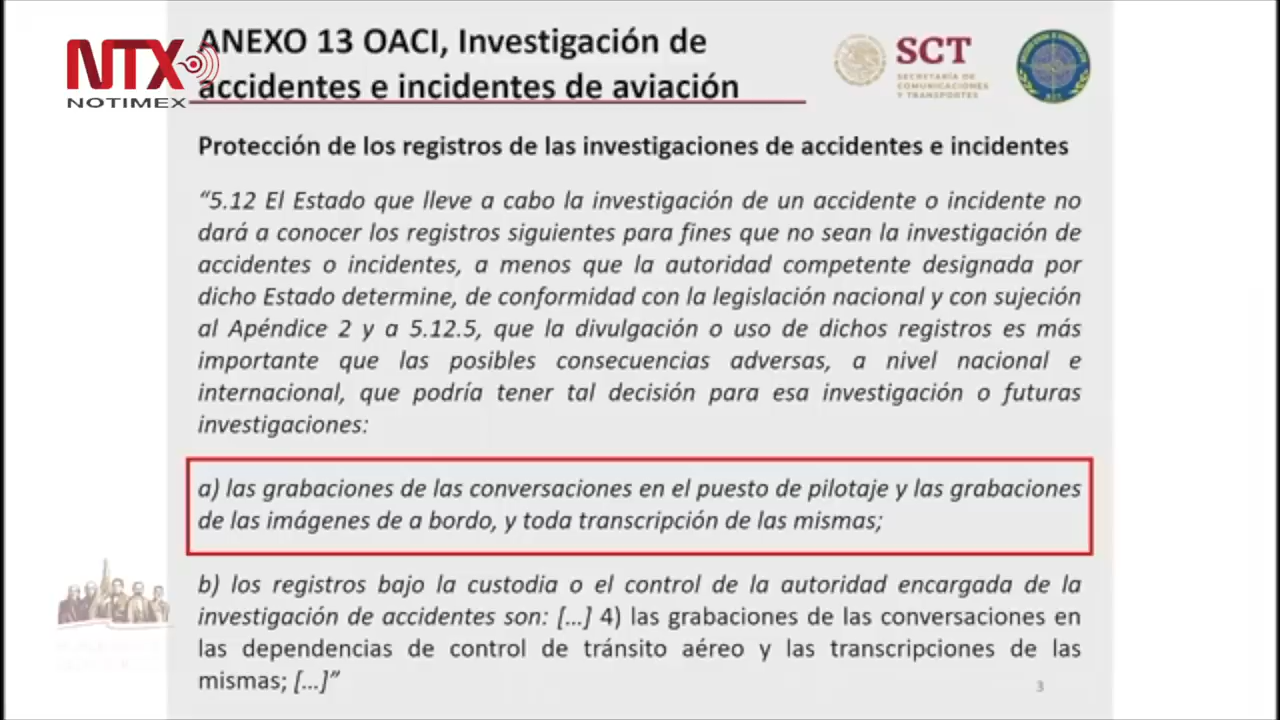 NTX
NOTIMEX
ANEXO 13 OACI, Investigación de
accidentes e incidentes de aviación
SCT
SECRETARÍA DE
COMUNICACIONES
Y TRANSPORTES
Protección de los registros de las investigaciones de accidentes e incidentes
“5.12 El Estado que lleve a cabo la investigación de un accidente o incidente no
dará a conocer los registros siguientes para fines que no sean la investigación de
accidentes o incidentes, a menos que la autoridad competente designada por
dicho Estado determine, de conformidad con la legislación nacional y con sujeción
al Apéndice 2 y a 5.12.5, que la divulgación o uso de dichos registros es más
importante que las posibles consecuencias adversas, a nivel nacional e
internacional, que podría tener tal decisión para esa investigación o futuras
investigaciones:
a) las grabaciones de las conversaciones en el puesto de pilotaje y las grabaciones
de las imágenes de a bordo, y toda transcripción de las mismas;
b) los registros bajo la custodia o el control de la autoridad encargada de la
investigación de accidentes son: […] 4) las grabaciones de las conversaciones en
las dependencias de control de tránsito aéreo y las transcripciones de las
mismas; […]”
3